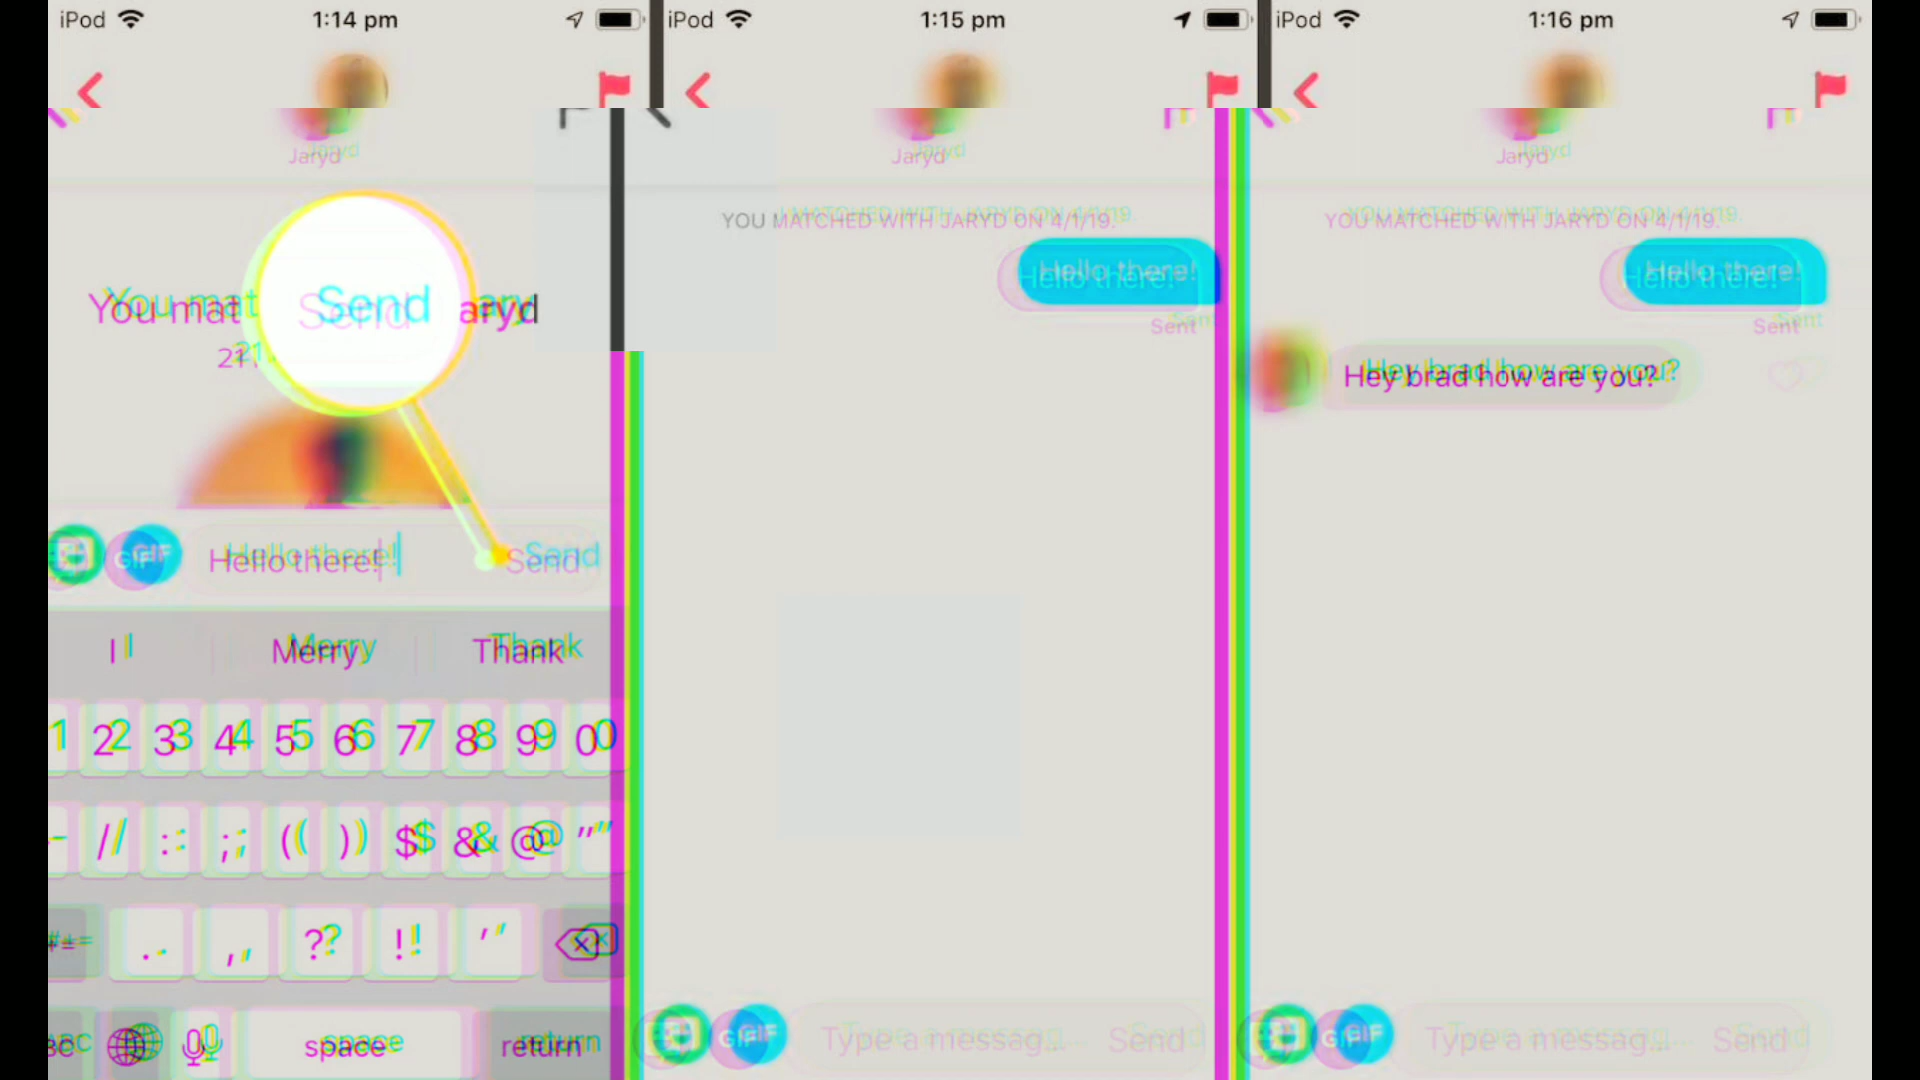 iPod 1:14 pm
Jaryd
You mat Send aryd
21
Hello there! Send
GIF
I Merry Thank
1 2 3 4 5 6 7 8 9 0
- / : ; ( ) $ & @ "
#+= . , ? ! '
space return
iPod 1:15 pm
Jaryd
YOU MATCHED WITH JARYD ON 4/1/19.
Hello there!
Sent
GIF Type a messag... Send
iPod 1:16 pm
Jaryd
YOU MATCHED WITH JARYD ON 4/1/19.
Hello there!
Sent
Hey brad how are you?
GIF Type a messag... Send